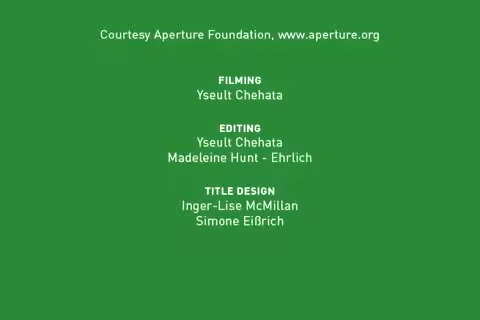 Courtesy Aperture Foundation, www.aperture.org
FILMING
Yseult Chehata
EDITING
Yseult Chehata
Madeleine Hunt - Ehrlich
TITLE DESIGN
Inger-Lise McMillan
Simone Eißrich